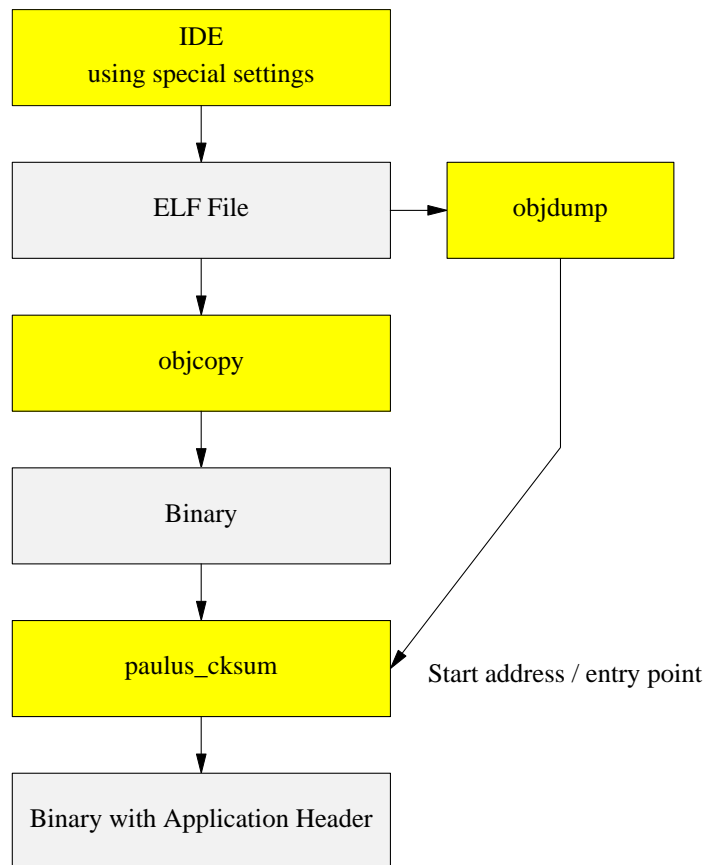 IDE
using special settings
ELF File
objdump
objcopy
Binary
paulus_cksum
Start address / entry point
Binary with Application Header